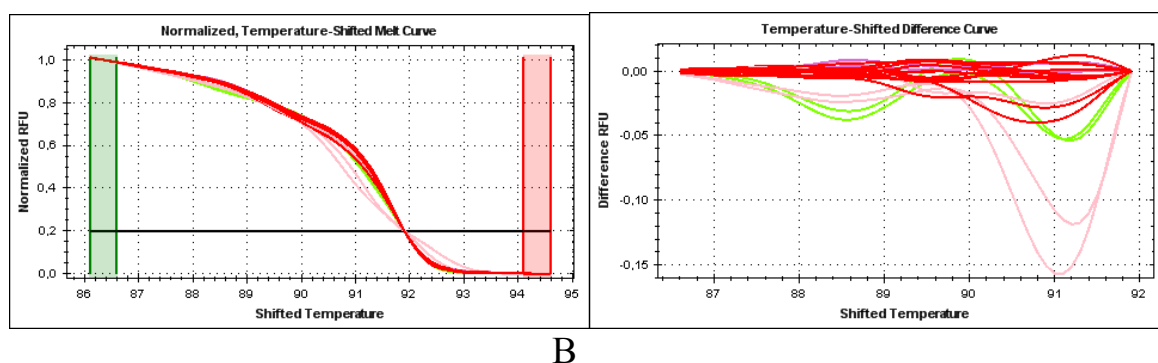 Normalized, Temperature-Shifted Melt Curve
Normalized RFU
1,0
0,8
0,6
0,4
0,2
0,0
86 87 88 89 90 91 92 93 94 95
Shifted Temperature
Temperature-Shifted Difference Curve
Difference RFU
0,00
-0,05
-0,10
-0,15
87 88 89 90 91 92
Shifted Temperature
B